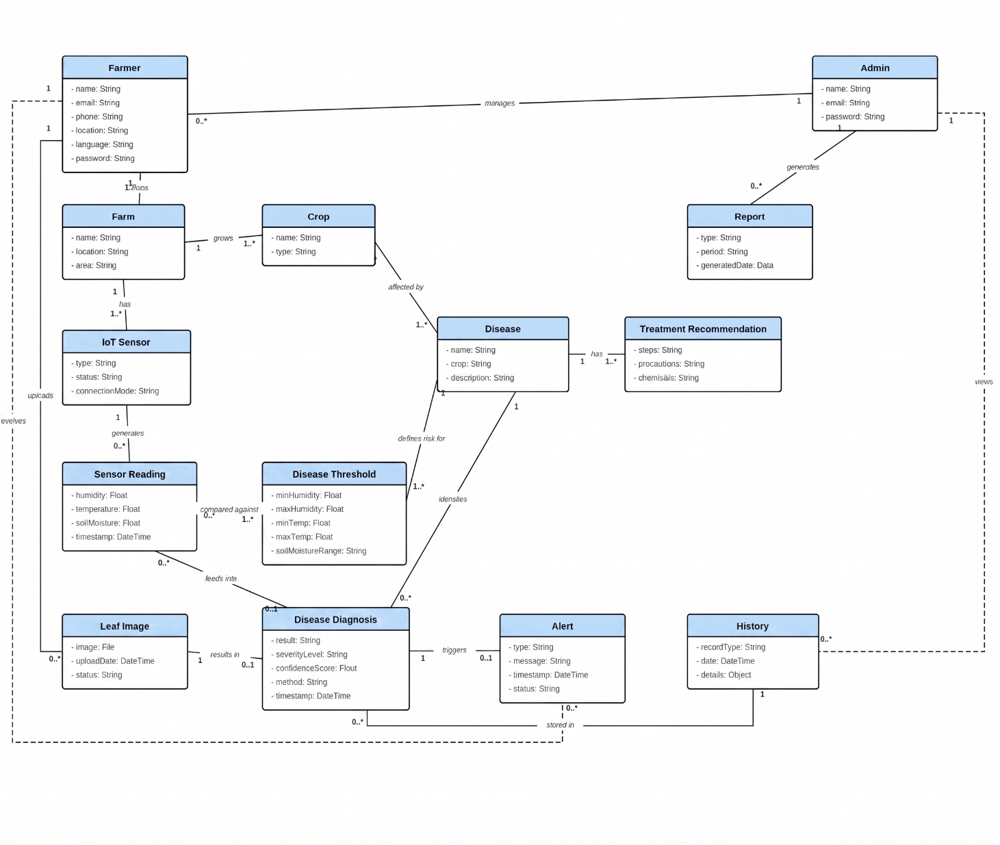 Farmer
- name: String
- email: String
- phone: String
- location: String
- language: String
- password: String
1
1
0..*
manages
1
Admin
- name: String
- email: String
- password: String
1
1
generates
0..*
1
Farm
- name: String
- location: String
- area: String
1
grows
1..*
Crop
- name: String
- type: String
Report
- type: String
- period: String
- generatedDate: Data
affected by
1..*
1
has
1..*
IoT Sensor
- type: String
- status: String
- connectionMode: String
Disease
- name: String
- crop: String
- description: String
1
1
has
1..*
Treatment Recommendation
- steps: String
- procautions: String
String
views
uplcads
evelves
1
generates
0..*
1
defines risk for
1..*
Sensor Reading
- humidity: Float
- temperature: Float
- soilMoisture: Float
- timestamp: DateTime
compared against
0..*
1..*
Disease Threshold
- minHumidity: Float
- maxHumidity: Float
- minTemp: Float
- maxTemp: Float
- soilMoistureRange: String
idensties
0..*
feeds inte
0..1
0..*
Leaf Image
- image: File
- uploadDate: DateTime
- status: String
0..*
1
results in
0..1
Disease Diagnosis
- result: String
- severityLevel: String
- confidenceScore: Flout
- method: String
- timestamp: DateTime
1
triggers
0..1
Alert
- type: String
- message: String
- timestamp: DateTime
- status: String
History
- recordType: String
- date: DateTime
- details: Object
0..*
0..*
1
0..*
stored in